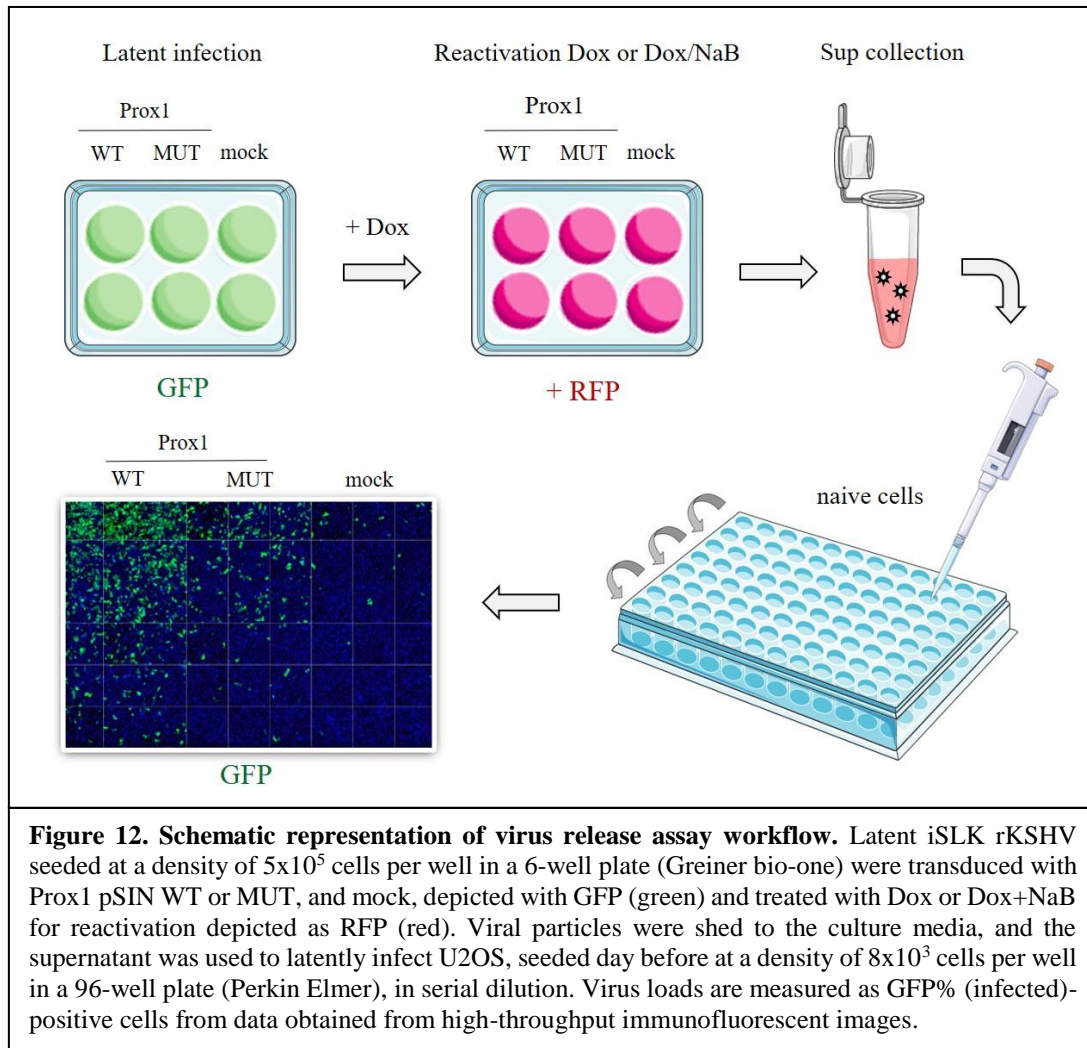 Latent infection
Reactivation Dox or Dox/NaB
Sup collection
Prox1
WT MUT mock
Prox1
WT MUT mock
+ Dox
GFP
+ RFP
Prox1
WT MUT mock
naive cells
GFP
Figure 12. Schematic representation of virus release assay workflow. Latent iSLK rKSHV
seeded at a density of 5x10⁵ cells per well in a 6-well plate (Greiner bio-one) were transduced with
Prox1 pSIN WT or MUT, and mock, depicted with GFP (green) and treated with Dox or Dox+NaB
for reactivation depicted as RFP (red). Viral particles were shed to the culture media, and the
supernatant was used to latently infect U2OS, seeded day before at a density of 8x10³ cells per well
in a 96-well plate (Perkin Elmer), in serial dilution. Virus loads are measured as GFP% (infected)-
positive cells from data obtained from high-throughput immunofluorescent images.